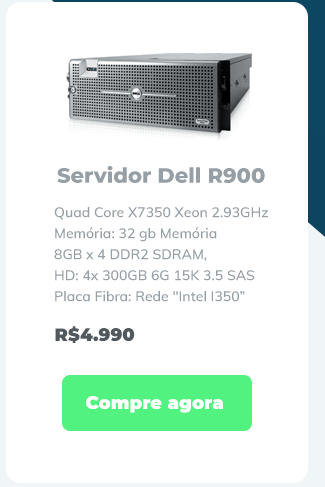 Servidor Dell R900
Quad Core X7350 Xeon 2.93GHz
Memória: 32 gb Memória
8GB x 4 DDR2 SDRAM,
HD: 4x 300GB 6G 15K 3.5 SAS
Placa Fibra: Rede "Intel I350”
R$4.990
Compre agora